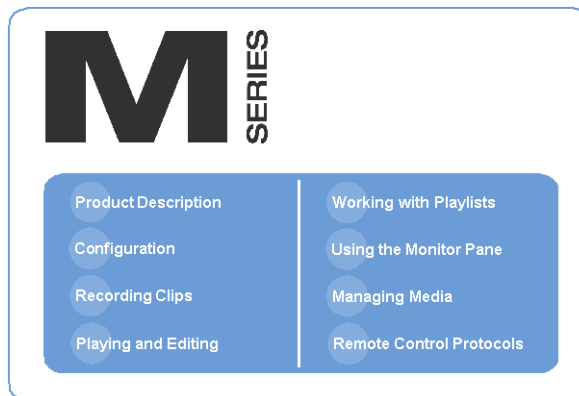 M SERIES
Product Description
Configuration
Recording Clips
Playing and Editing
Working with Playlists
Using the Monitor Pane
Managing Media
Remote Control Protocols